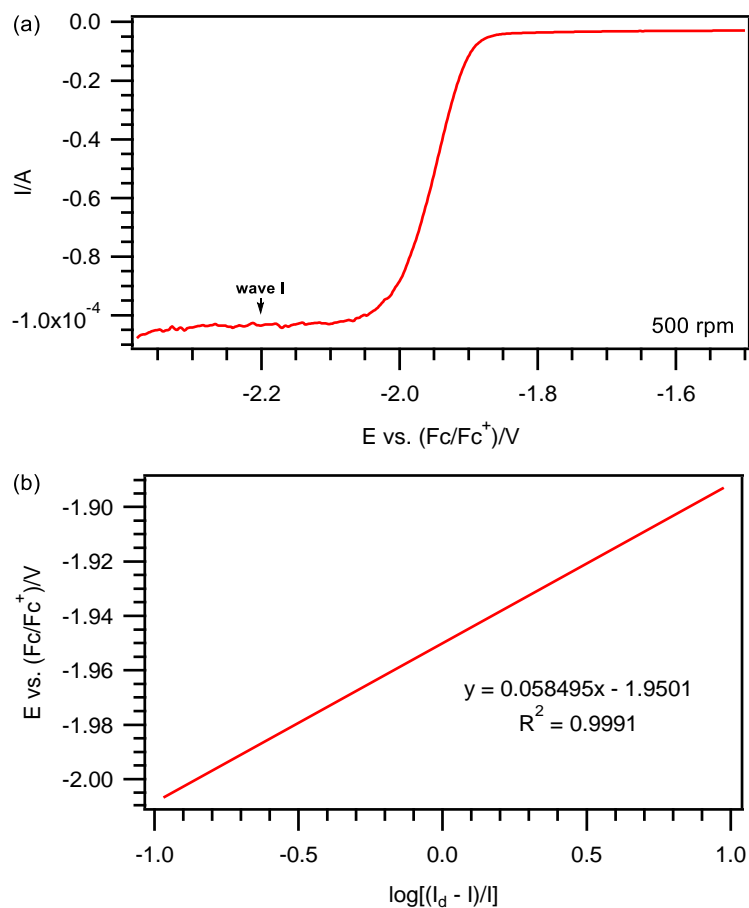 (a)
0.0
-0.2
-0.4
-0.6
-0.8
-1.0x10⁻⁴
I/A
wave I
500 rpm
-2.2
-2.0
-1.8
-1.6
E vs. (Fc/Fc⁺)/V
(b)
-1.90
-1.92
-1.94
-1.96
-1.98
-2.00
E vs. (Fc/Fc⁺)/V
y = 0.058495x - 1.9501
R² = 0.9991
-1.0
-0.5
0.0
0.5
1.0
log[(I_d - I)/I]